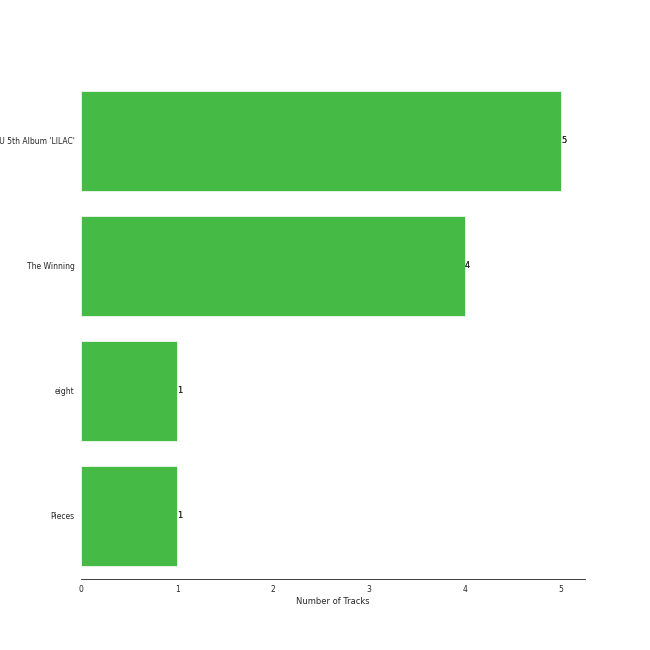 U 5th Album 'LILAC'
5
The Winning
4
eight
1
Pieces
1
0 1 2 3 4 5
Number of Tracks